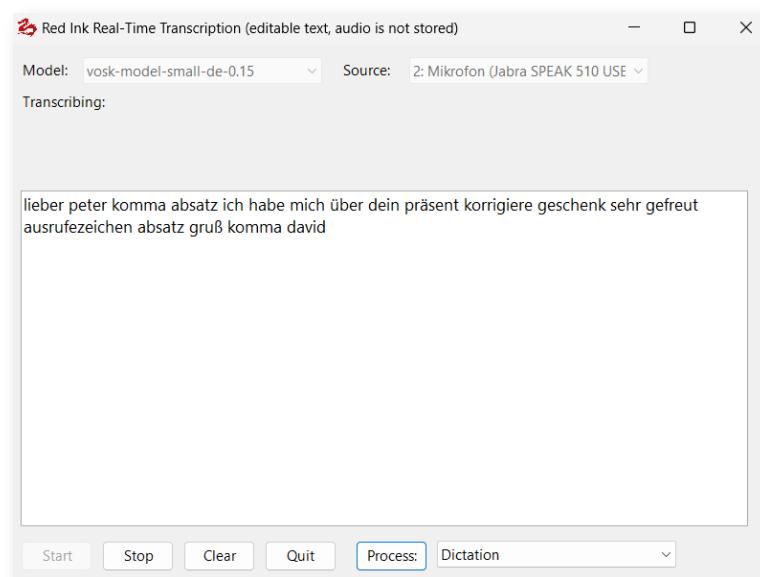 Red Ink Real-Time Transcription (editable text, audio is not stored)
Model: vosk-model-small-de-0.15 Source: 2: Mikrofon (Jabra SPEAK 510 USE
Transcribing:
lieber peter komma absatz ich habe mich über dein präsent korrigiere geschenk sehr gefreut
ausrufezeichen absatz gruß komma david
Start Stop Clear Quit Process: Dictation